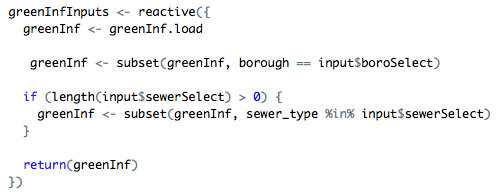 greenInfInputs <- reactive({
  greenInf <- greenInf.load

   greenInf <- subset(greenInf, borough == input$boroSelect)

  if (length(input$sewerSelect) > 0) {
    greenInf <- subset(greenInf, sewer_type %in% input$sewerSelect)
  }

  return(greenInf)
})